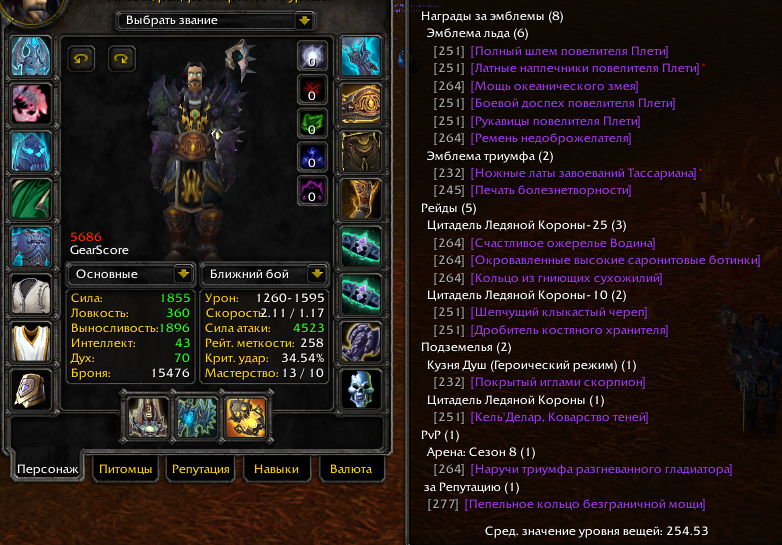 Выбрать звание
0
0
0
0
0
5686
GearScore
Основные
Ближний бой
Сила: 1855
Ловкость: 360
Выносливость: 1896
Интеллект: 43
Дух: 70
Броня: 15476
Урон: 1260-1595
Скорость: 2.11 / 1.17
Сила атаки: 4523
Рейт. меткости: 258
Крит. удар: 34.54%
Мастерство: 13 / 10
Персонаж
Питомцы
Репутация
Навыки
Валюта
Награды за эмблемы (8)
Эмблема льда (6)
[251] [Полный шлем повелителя Плети]
[251] [Латные наплечники повелителя Плети]*
[264] [Мощь океанического змея]
[251] [Боевой доспех повелителя Плети]
[251] [Рукавицы повелителя Плети]
[264] [Ремень недоброжелателя]
Эмблема триумфа (2)
[232] [Ножные латы завоеваний Тассариана]*
[245] [Печать болезнетворности]
Рейды (5)
Цитадель Ледяной Короны-25 (3)
[264] [Счастливое ожерелье Водина]
[264] [Окровавленные высокие саронитовые ботинки]
[264] [Кольцо из гниющих сухожилий]
Цитадель Ледяной Короны-10 (2)
[251] [Шепчущий клыкастый череп]
[251] [Дробитель костяного хранителя]
Подземелья (2)
Кузня Душ (Героический режим) (1)
[232] [Покрытый иглами скорпион]
Цитадель Ледяной Короны (1)
[251] [Кель'Делар, Коварство теней]
PvP (1)
Арена: Сезон 8 (1)
[264] [Наручи триумфа разгневанного гладиатора]
за Репутацию (1)
[277] [Пепельное кольцо безграничной мощи]
Сред. значение уровня вещей: 254.53